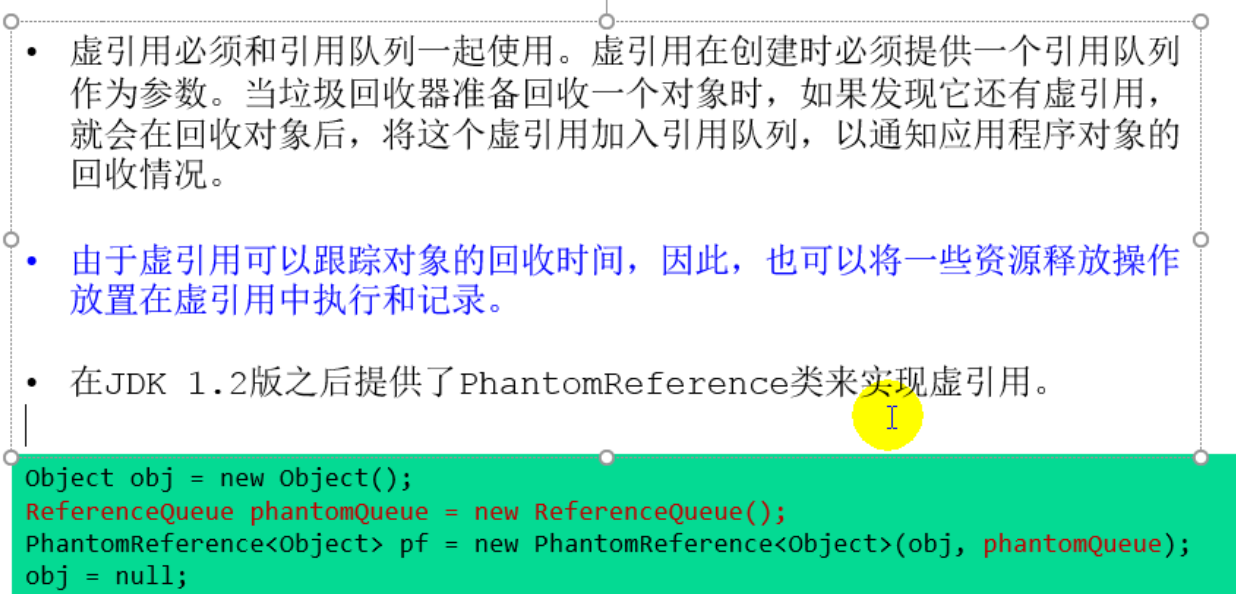 • 虚引用必须和引用队列一起使用。虚引用在创建时必须提供一个引用队列
作为参数。当垃圾回收器准备回收一个对象时，如果发现它还有虚引用，
就会在回收对象后，将这个虚引用加入引用队列，以通知应用程序对象的
回收情况。
• 由于虚引用可以跟踪对象的回收时间，因此，也可以将一些资源释放操作
放置在虚引用中执行和记录。
• 在JDK 1.2版之后提供了PhantomReference类来实现虚引用。
Object obj = new Object();
ReferenceQueue phantomQueue = new ReferenceQueue();
PhantomReference<Object> pf = new PhantomReference<Object>(obj, phantomQueue);
obj = null;